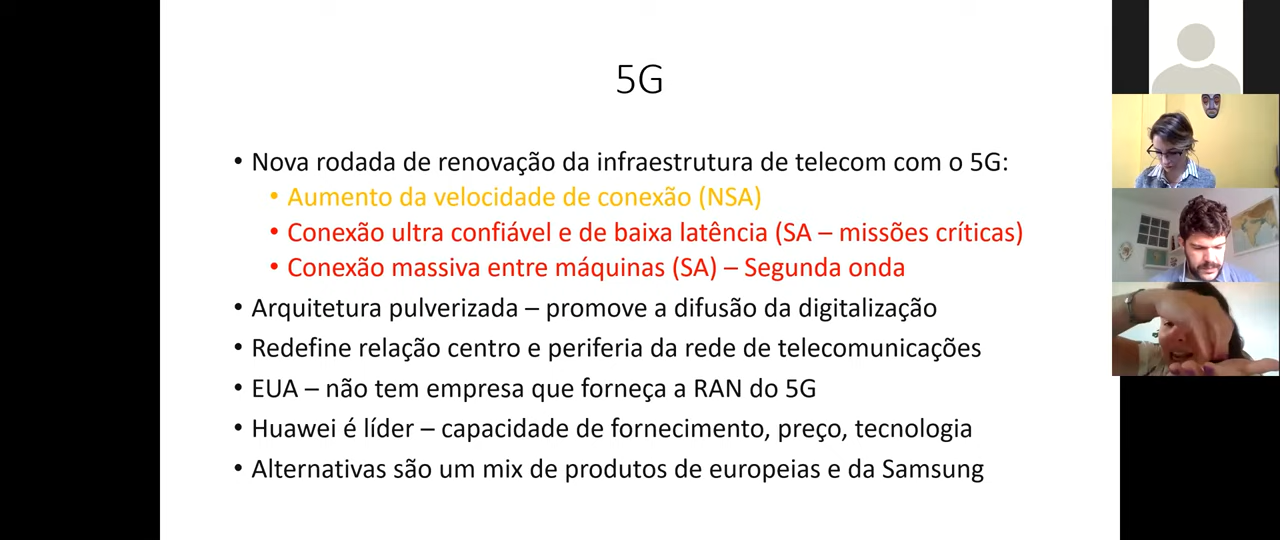 5G
• Nova rodada de renovação da infraestrutura de telecom com o 5G:
• Aumento da velocidade de conexão (NSA)
• Conexão ultra confiável e de baixa latência (SA – missões críticas)
• Conexão massiva entre máquinas (SA) – Segunda onda
• Arquitetura pulverizada – promove a difusão da digitalização
• Redefine relação centro e periferia da rede de telecomunicações
• EUA – não tem empresa que forneça a RAN do 5G
• Huawei é líder – capacidade de fornecimento, preço, tecnologia
• Alternativas são um mix de produtos de europeias e da Samsung